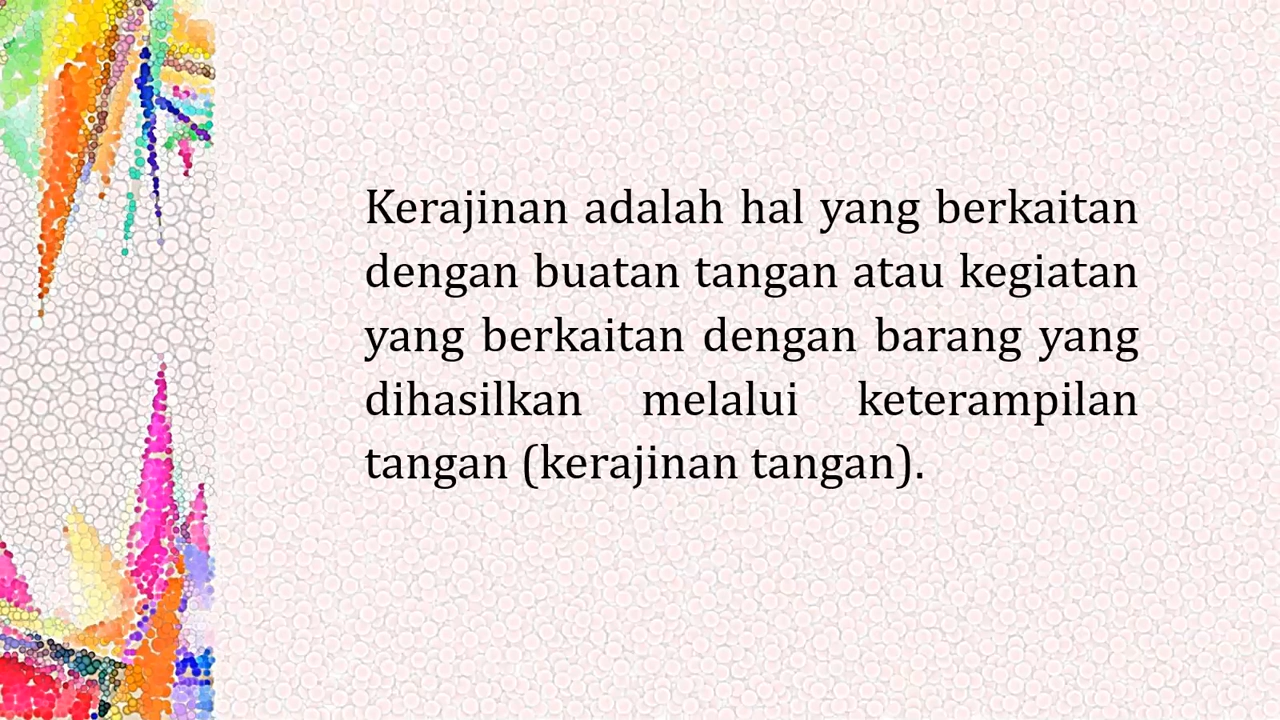 Kerajinan adalah hal yang berkaitan
dengan buatan tangan atau kegiatan
yang berkaitan dengan barang yang
dihasilkan melalui keterampilan
tangan (kerajinan tangan).